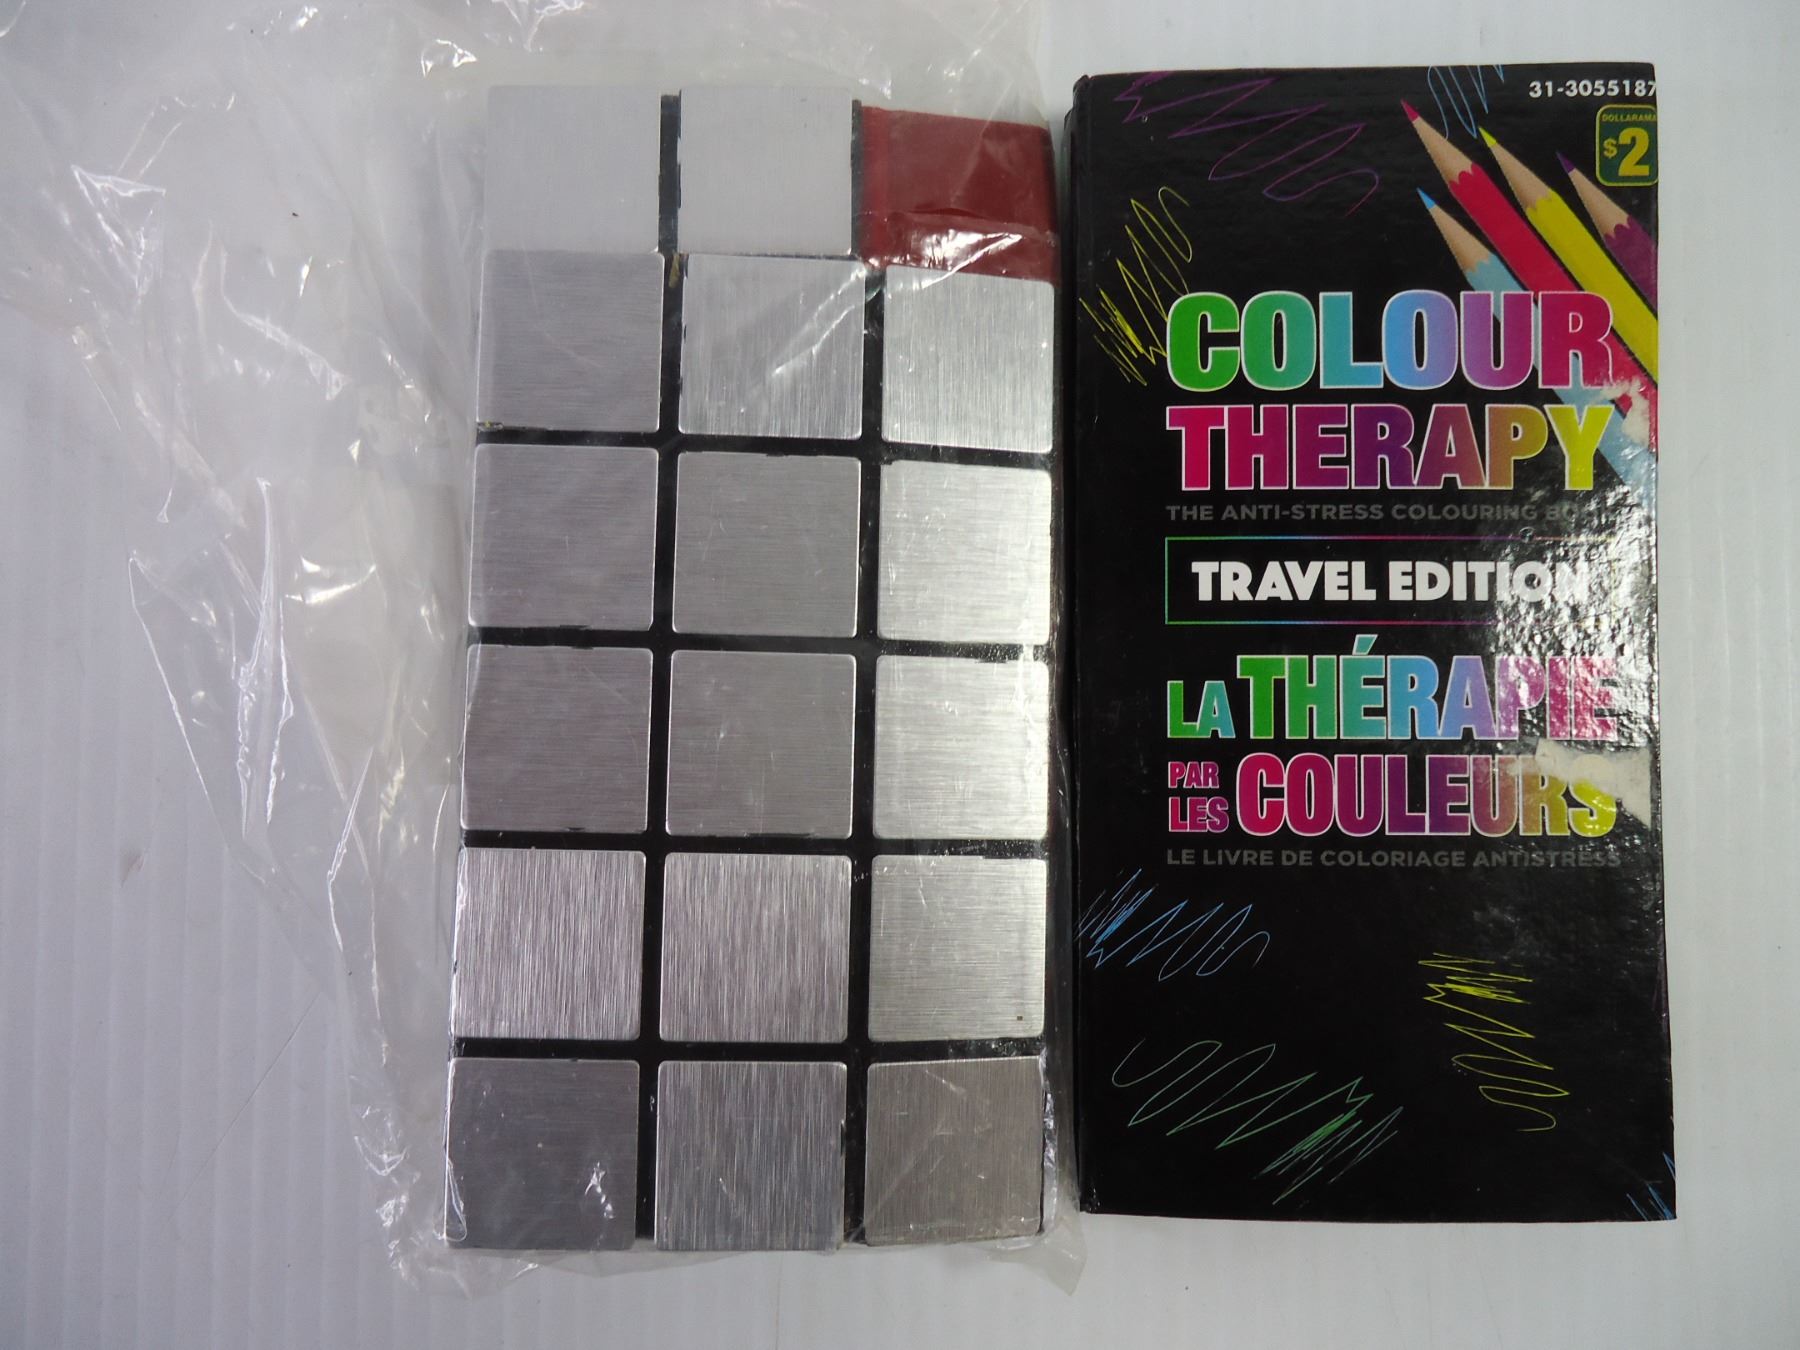 31-3055187
DOLLARAMA
$2
COLOUR
THERAPY
THE ANTI-STRESS COLOURING
TRAVEL EDITION
LA THÉRAPIE
PAR LES COULEURS
LE LIVRE DE COLORIAGE ANTISTRESS